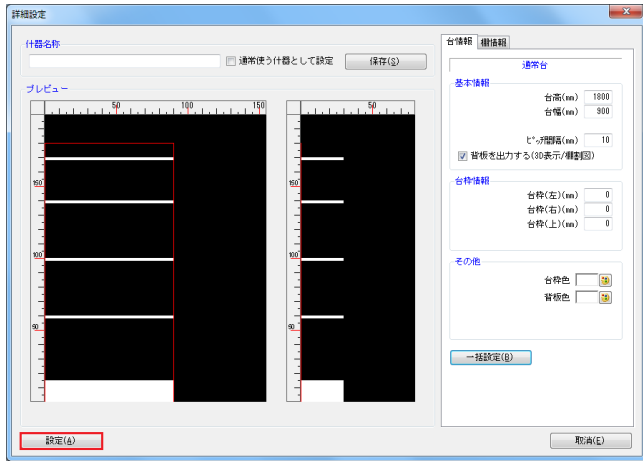 詳細設定
什器名称
通常使う什器として設定
保存(S)
プレビュー
50 100 150
50
150
100
50
150
100
50
台情報 棚情報
通常台
基本情報
台高(mm) 1800
台幅(mm) 900
ピッチ間隔(mm) 10
背板を出力する(3D表示/棚割図)
台枠情報
台枠(左)(mm) 0
台枠(右)(mm) 0
台枠(上)(mm) 0
その他
台枠色
背板色
一括設定(B)
設定(A)
取消(E)